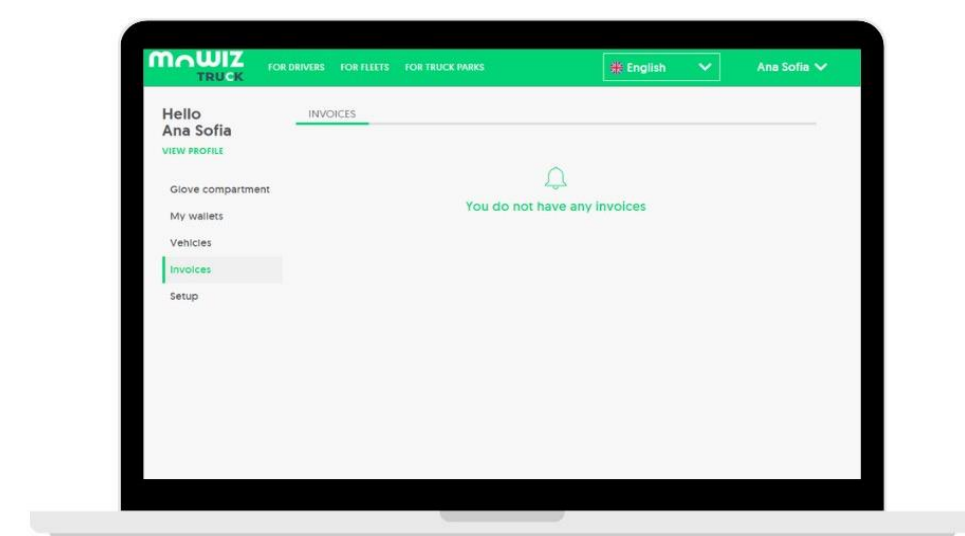 mowiz
TRUCK
FOR DRIVERS FOR FLEETS FOR TRUCK PARKS
English
Ana Sofia
Hello
Ana Sofia
VIEW PROFILE
Glove compartment
My wallets
Vehicles
Invoices
Setup
INVOICES
You do not have any invoices